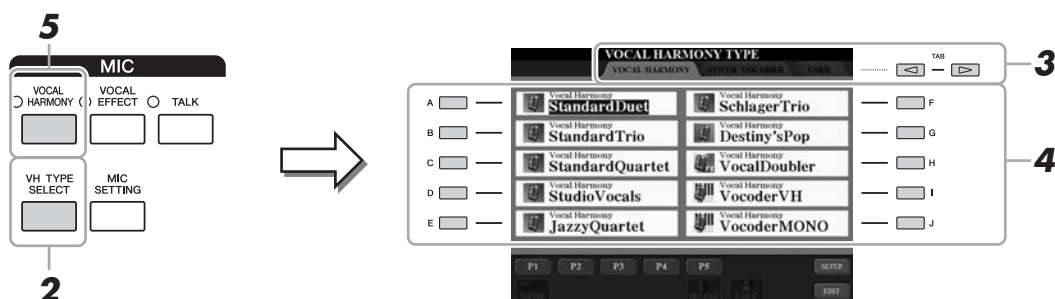 5
MIC
VOCAL HARMONY
VOCAL EFFECT
TALK
VH TYPE SELECT
MIC SETTING
2
VOCAL HARMONY TYPE
VOCAL HARMONY
SYNTH VOCODER
USER
TAB
3
A
Vocal Harmony
StandardDuet
Vocal Harmony
SchlagerTrio
F
B
Vocal Harmony
StandardTrio
Vocal Harmony
Destiny'sPop
G
C
Vocal Harmony
StandardQuartet
Vocal Harmony
VocalDoubler
H
4
D
Vocal Harmony
StudioVocals
Vocal Harmony
VocoderVH
I
E
Vocal Harmony
JazzyQuartet
Vocal Harmony
VocoderMONO
J
P1
P2
P3
P4
P5
SETUP
EDIT